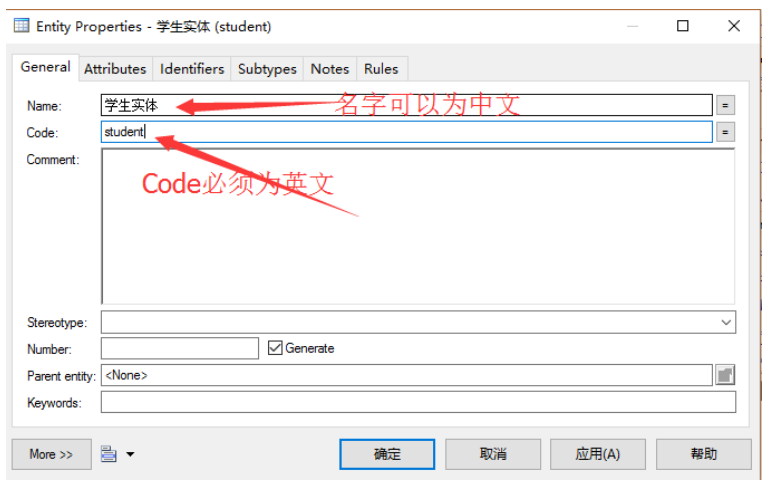 Entity Properties - 学生实体 (student)
General Attributes Identifiers Subtypes Notes Rules
Name: 学生实体 = 名字可以为中文
Code: student =
Comment:
Code必须为英文
Stereotype:
Number: Generate
Parent entity: <None>
Keywords:
More >> 确定 取消 应用(A) 帮助